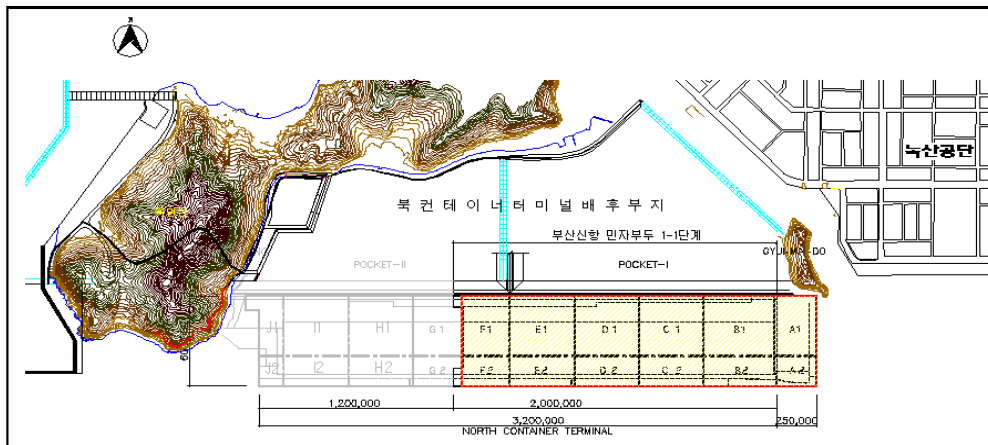 녹산공단
북 컨 테 이 너 터 미 널 배 후 부 지
부산신항 민자부두 1-1단계
POCKET-II
POCKET-I
J1 I1 H1 G1 F1 E1 D1 C1 B1 A1
J2 I2 H2 G2 F2 E2 D2 C2 B2 A2
1,200,000
2,000,000
3,200,000
250,000
NORTH CONTAINER TERMINAL